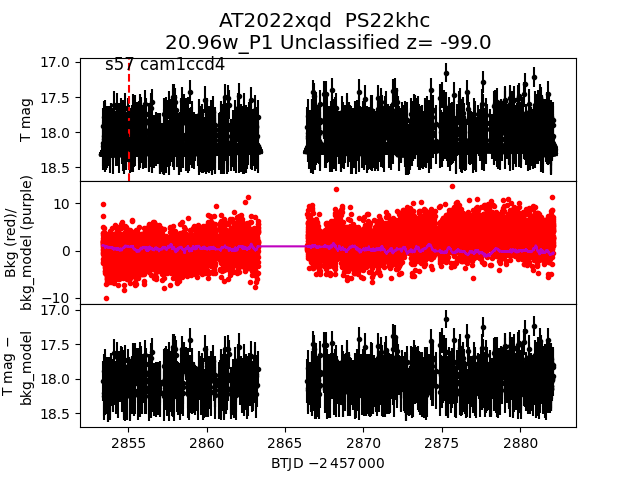 AT2022xqd  PS22khc
20.96w_P1 Unclassified z= -99.0
s57 cam1ccd4
17.0
17.5
18.0
18.5
T mag
10
0
−10
Bkg (red)/
bkg_model (purple)
17.0
17.5
18.0
18.5
T mag −
bkg_model
2855 2860 2865 2870 2875 2880
BTJD −2 457 000